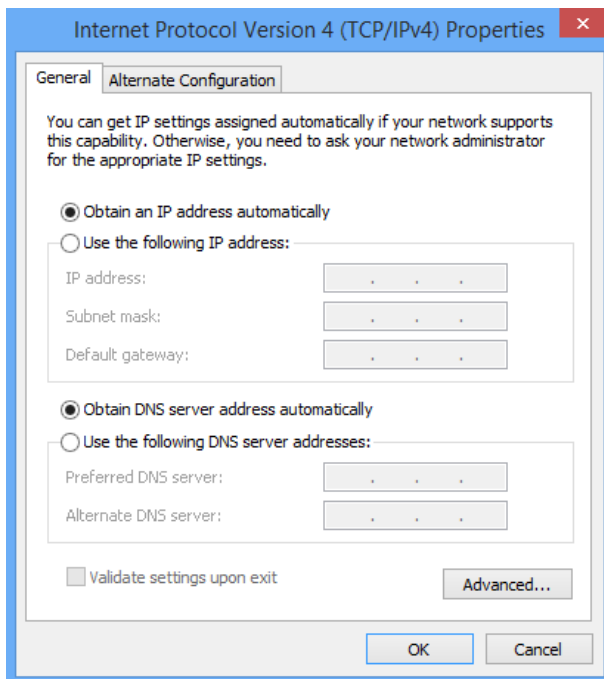 Internet Protocol Version 4 (TCP/IPv4) Properties
General
Alternate Configuration
You can get IP settings assigned automatically if your network supports
this capability. Otherwise, you need to ask your network administrator
for the appropriate IP settings.
Obtain an IP address automatically
Use the following IP address:
IP address:
Subnet mask:
Default gateway:
Obtain DNS server address automatically
Use the following DNS server addresses:
Preferred DNS server:
Alternate DNS server:
Validate settings upon exit
Advanced...
OK
Cancel